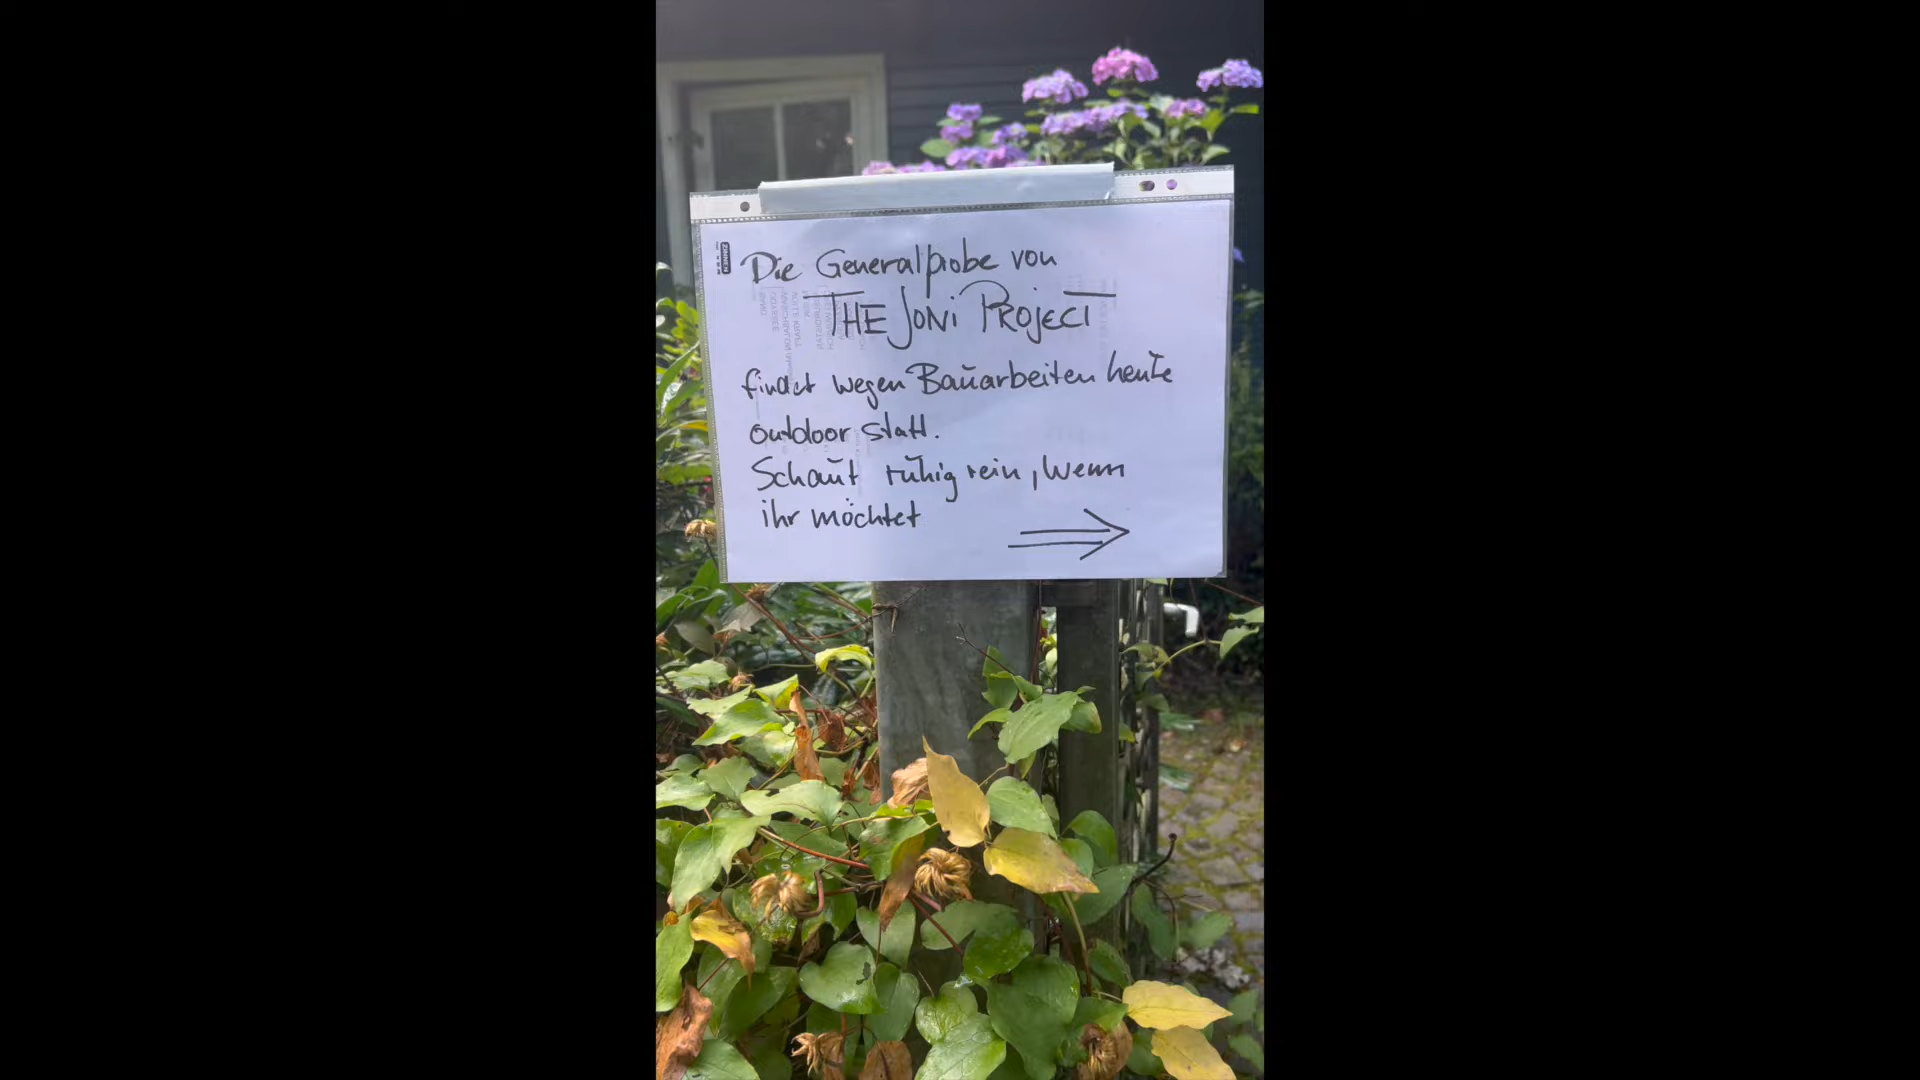 Die Generalprobe von
THE JONi PROJECT
findet wegen Bauarbeiten heute
outdoor statt.
Schaut ruhig rein, wenn
ihr möchtet